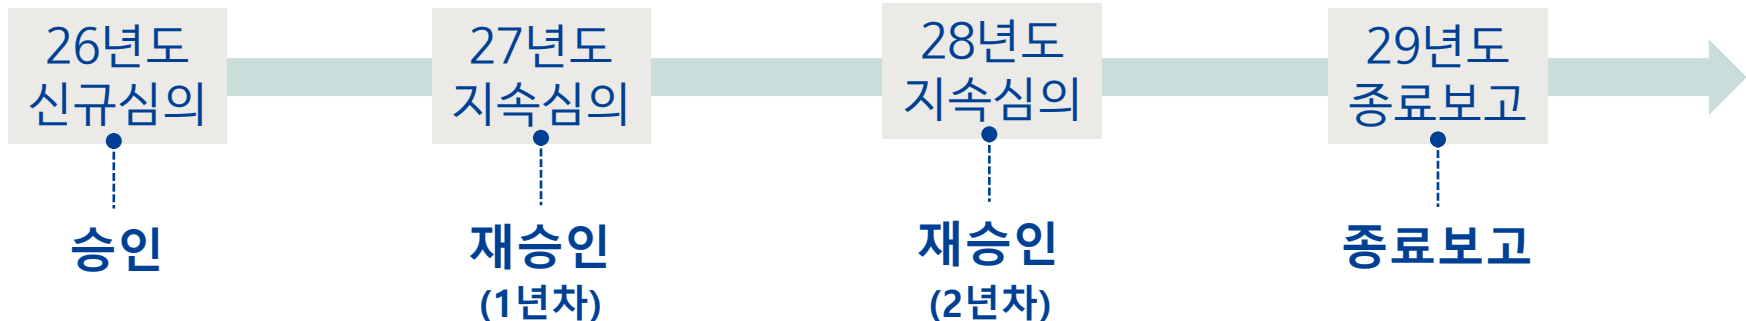 26년도
신규심의
27년도
지속심의
28년도
지속심의
29년도
종료보고
승인
재승인
(1년차)
재승인
(2년차)
종료보고